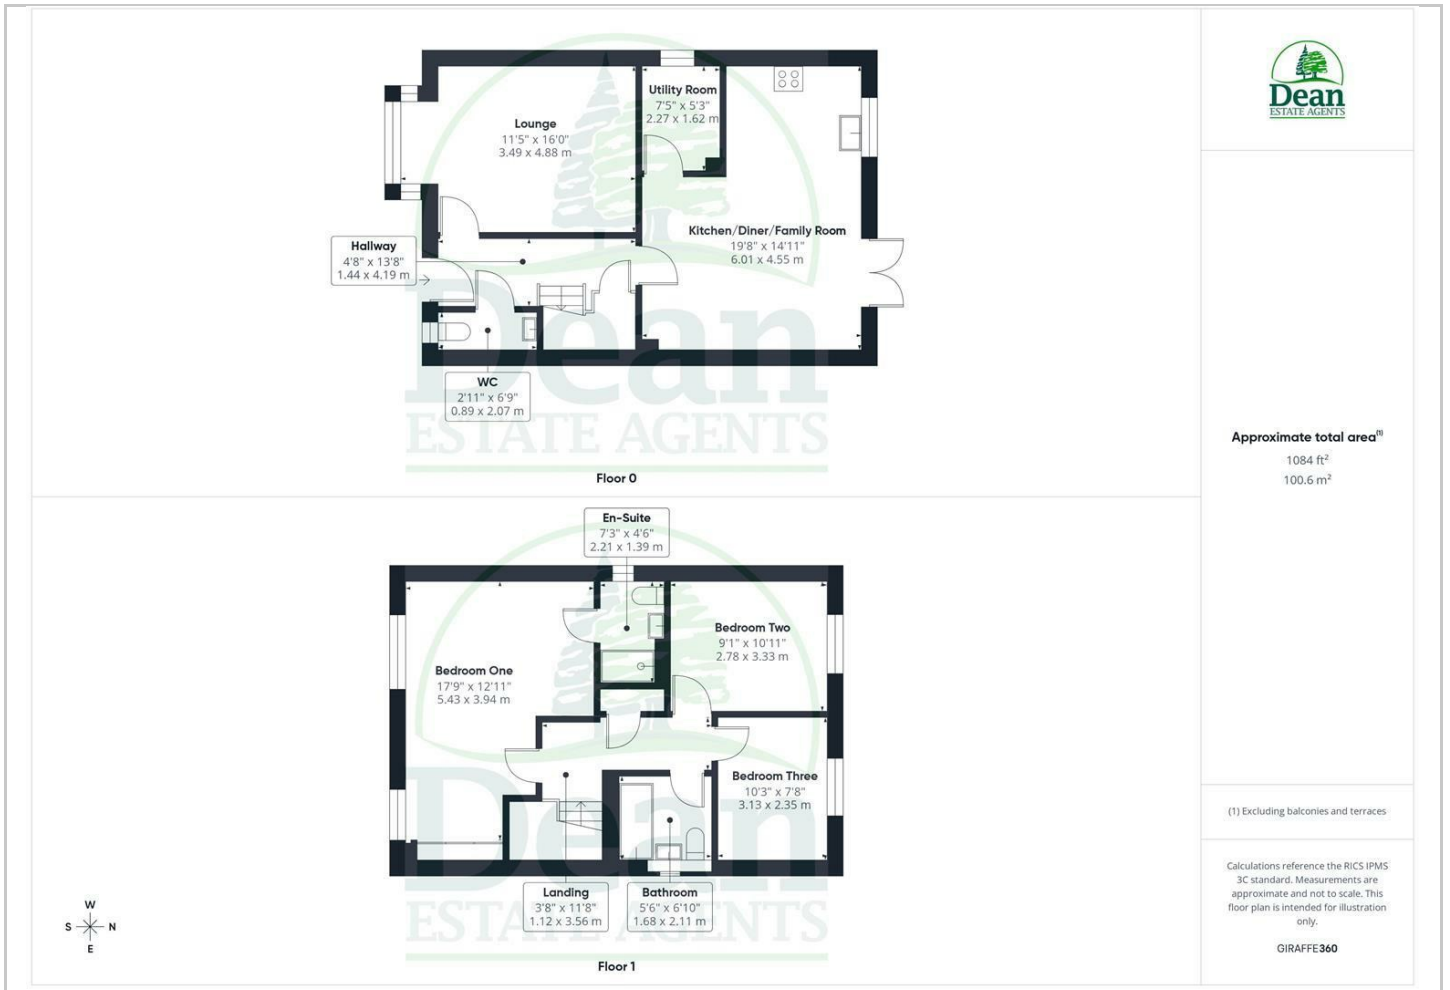 Dean
ESTATE AGENTS
Lounge
11'5" x 16'0"
3.49 x 4.88 m
Utility Room
7'5" x 5'3"
2.27 x 1.62 m
Kitchen/Diner/Family Room
19'8" x 14'11"
6.01 x 4.55 m
Hallway
4'8" x 13'8"
1.44 x 4.19 m
WC
2'11" x 6'9"
0.89 x 2.07 m
Dean
ESTATE AGENTS
Floor 0
Approximate total area(1)
1084 ft²
100.6 m²
En-Suite
7'3" x 4'6"
2.21 x 1.39 m
Bedroom Two
9'1" x 10'11"
2.78 x 3.33 m
Bedroom One
17'9" x 12'11"
5.43 x 3.94 m
Bedroom Three
10'3" x 7'8"
3.13 x 2.35 m
Landing
3'8" x 11'8"
1.12 x 3.56 m
Bathroom
5'6" x 6'10"
1.68 x 2.11 m
Dean
ESTATE AGENTS
Floor 1
W
S N
E
(1) Excluding balconies and terraces
Calculations reference the RICS IPMS
3C standard. Measurements are
approximate and not to scale. This
floor plan is intended for illustration
only.
GIRAFFE360